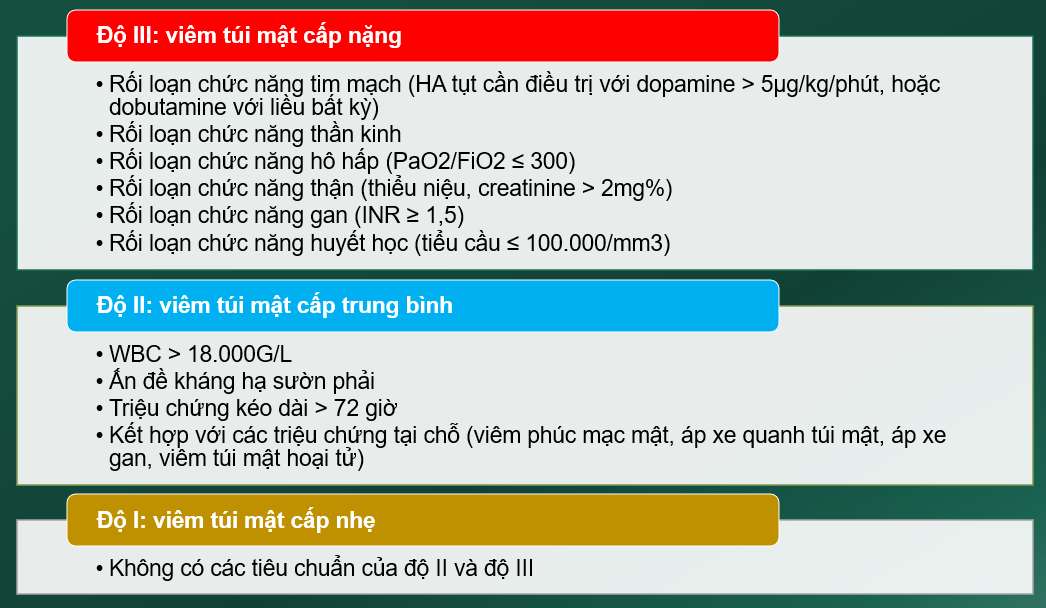 Độ III: viêm túi mật cấp nặng
• Rối loạn chức năng tim mạch (HA tụt cần điều trị với dopamine > 5µg/kg/phút, hoặc
dobutamine với liều bất kỳ)
• Rối loạn chức năng thần kinh
• Rối loạn chức năng hô hấp (PaO2/FiO2 ≤ 300)
• Rối loạn chức năng thận (thiểu niệu, creatinine > 2mg%)
• Rối loạn chức năng gan (INR ≥ 1,5)
• Rối loạn chức năng huyết học (tiểu cầu ≤ 100.000/mm3)
Độ II: viêm túi mật cấp trung bình
• WBC > 18.000G/L
• Ấn đề kháng hạ sườn phải
• Triệu chứng kéo dài > 72 giờ
• Kết hợp với các triệu chứng tại chỗ (viêm phúc mạc mật, áp xe quanh túi mật, áp xe
gan, viêm túi mật hoại tử)
Độ I: viêm túi mật cấp nhẹ
• Không có các tiêu chuẩn của độ II và độ III